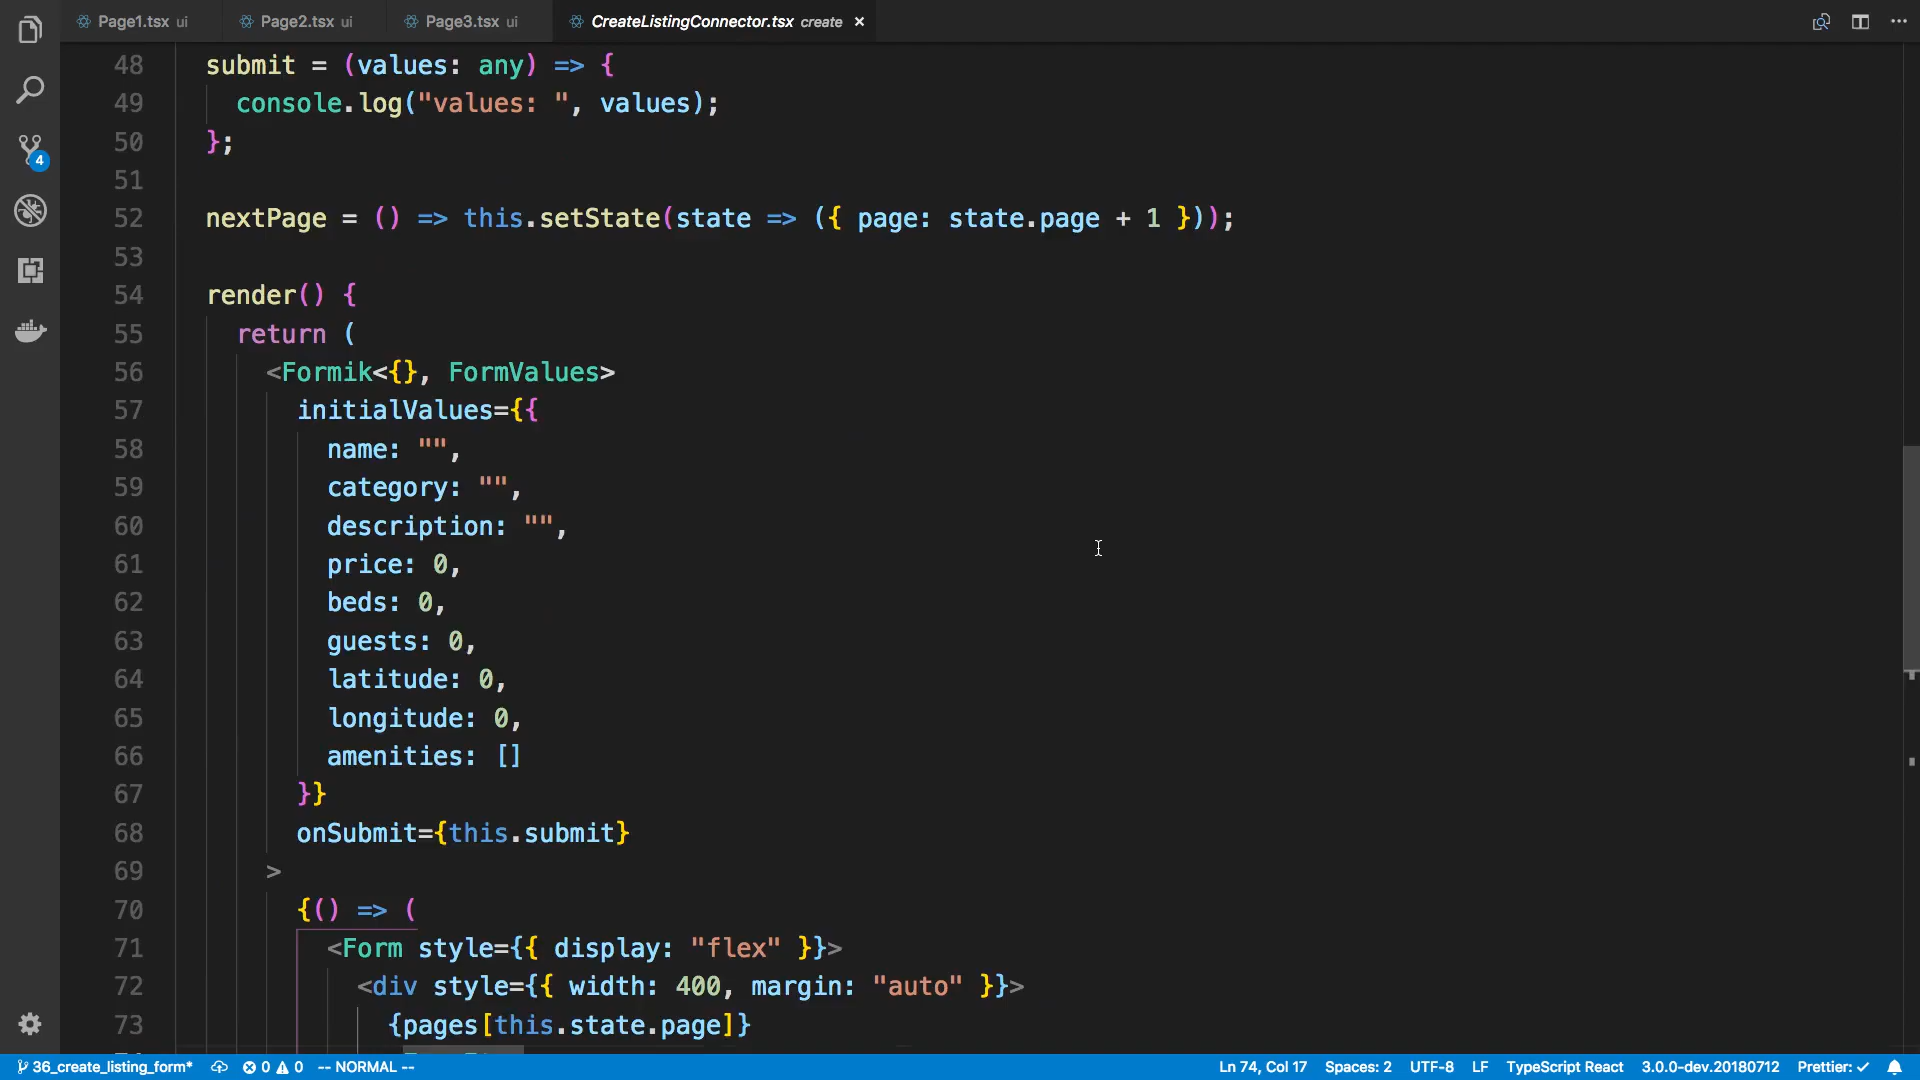 Page1.tsx ui Page2.tsx ui Page3.tsx ui CreateListingConnector.tsx create
48 submit = (values: any) => {
49 console.log("values: ", values);
50 };
51
52 nextPage = () => this.setState(state => ({ page: state.page + 1 }));
53
54 render() {
55 return (
56 <Formik<{}, FormValues>
57 initialValues={{
58 name: "",
59 category: "",
60 description: "",
61 price: 0,
62 beds: 0,
63 guests: 0,
64 latitude: 0,
65 longitude: 0,
66 amenities: []
67 }}
68 onSubmit={this.submit}
69 >
70 {() => (
71 <Form style={{ display: "flex" }}>
72 <div style={{ width: 400, margin: "auto" }}>
73 {pages[this.state.page]}
4
36_create_listing_form* 0 0 -- NORMAL -- Ln 74, Col 17 Spaces: 2 UTF-8 LF TypeScript React 3.0.0-dev.20180712 Prettier: ✓